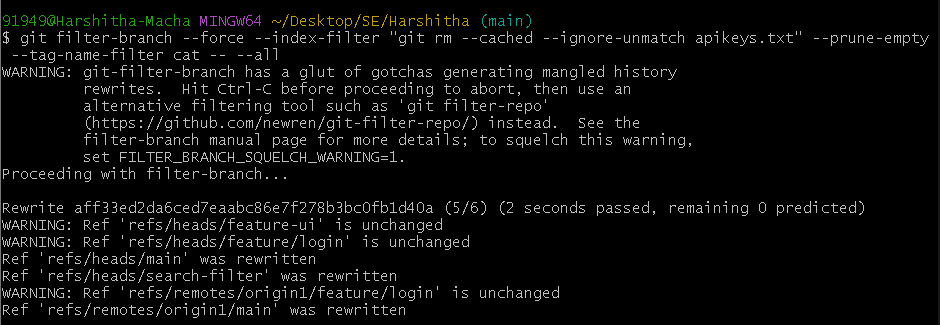 91949@Harshitha-Macha MINGW64 ~/Desktop/SE/Harshitha (main)
$ git filter-branch --force --index-filter "git rm --cached --ignore-unmatch apikeys.txt" --prune-empty
 --tag-name-filter cat -- --all
WARNING: git-filter-branch has a glut of gotchas generating mangled history
         rewrites.  Hit Ctrl-C before proceeding to abort, then use an
         alternative filtering tool such as 'git filter-repo'
         (https://github.com/newren/git-filter-repo/) instead.  See the
         filter-branch manual page for more details; to squelch this warning,
         set FILTER_BRANCH_SQUELCH_WARNING=1.
Proceeding with filter-branch...

Rewrite aff33ed2da6ced7eaabc86e7f278b3bc0fb1d40a (5/6) (2 seconds passed, remaining 0 predicted)
WARNING: Ref 'refs/heads/feature-ui' is unchanged
WARNING: Ref 'refs/heads/feature/login' is unchanged
Ref 'refs/heads/main' was rewritten
Ref 'refs/heads/search-filter' was rewritten
WARNING: Ref 'refs/remotes/origin1/feature/login' is unchanged
Ref 'refs/remotes/origin1/main' was rewritten